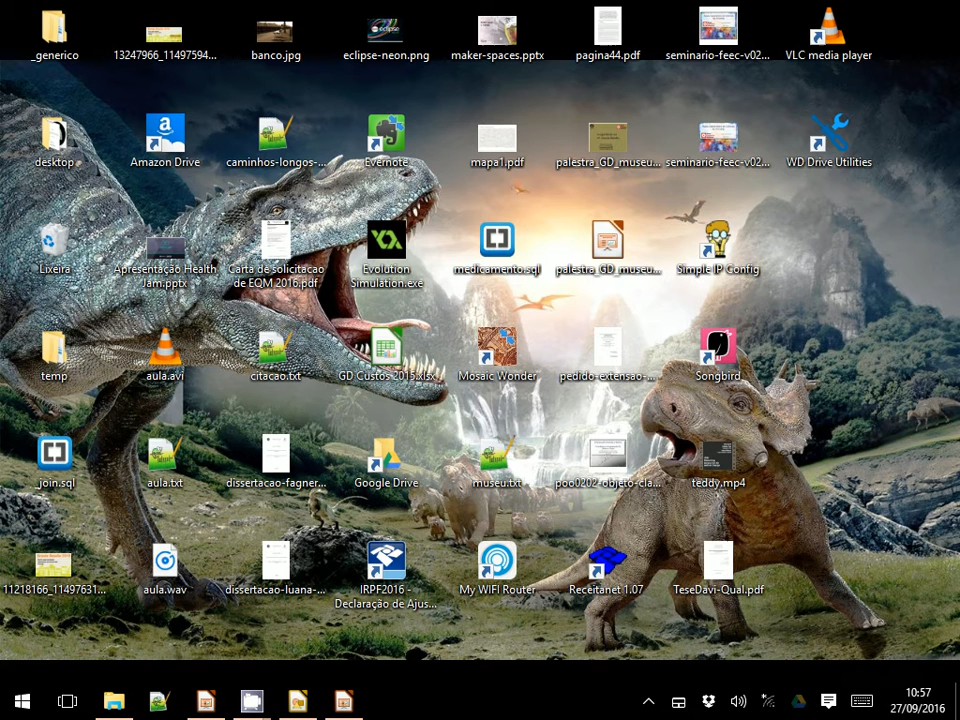 _generico
13247966_11497594...
banco.jpg
eclipse-neon.png
maker-spaces.pptx
pagina44.pdf
seminario-feec-v02...
VLC media player
desktop
Amazon Drive
caminhos-longos-...
Evernote
mapa1.pdf
palestra_GD_museu...
seminario-feec-v02...
WD Drive Utilities
Lixeira
Apresentação Health
Jam.pptx
Carta de solicitacao
de EQM 2016.pdf
Evolution
Simulation.exe
medicamento.sql
palestra_GD_museu...
Simple IP Config
temp
aula.avi
citacao.txt
GD Custos 2015.xlsx
Mosaic Wonder
pedido-extensao-...
Songbird
join.sql
aula.txt
dissertacao-fagner...
Google Drive
museu.txt
poo0202-objeto-cla...
teddy.mp4
11218166_11497631...
aula.wav
dissertacao-luana-...
IRPF2016 -
Declaração de Ajus...
My WIFI Router
Receitanet 1.07
TeseDavi-Qual.pdf
10:57
27/09/2016